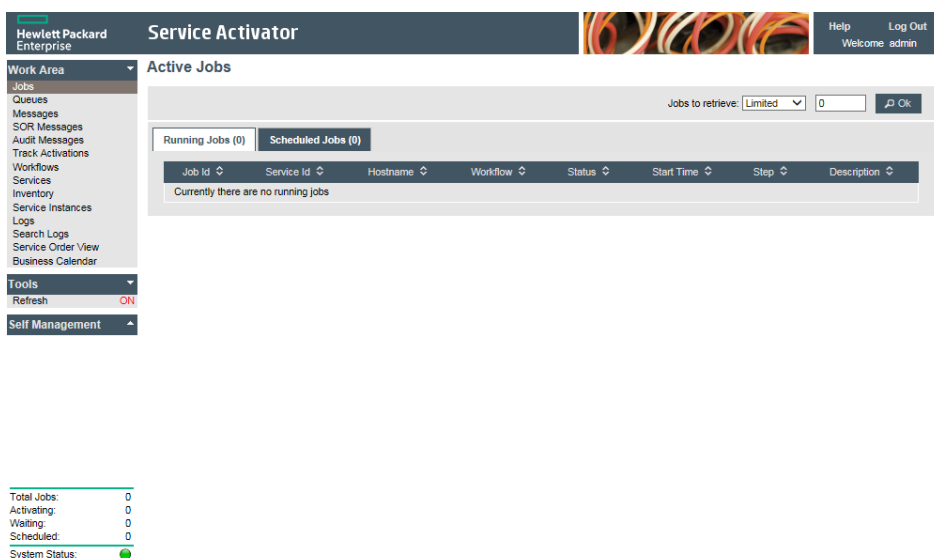 Hewlett Packard
Enterprise
Service Activator
Help Log Out
Welcome admin
Work Area
Jobs
Queues
Messages
SOR Messages
Audit Messages
Track Activations
Workflows
Services
Inventory
Service Instances
Logs
Search Logs
Service Order View
Business Calendar
Tools
Refresh ON
Self Management
Total Jobs: 0
Activating: 0
Waiting: 0
Scheduled: 0
System Status:
Active Jobs
Jobs to retrieve: Limited 0 Ok
Running Jobs (0) Scheduled Jobs (0)
Job Id Service Id Hostname Workflow Status Start Time Step Description
Currently there are no running jobs